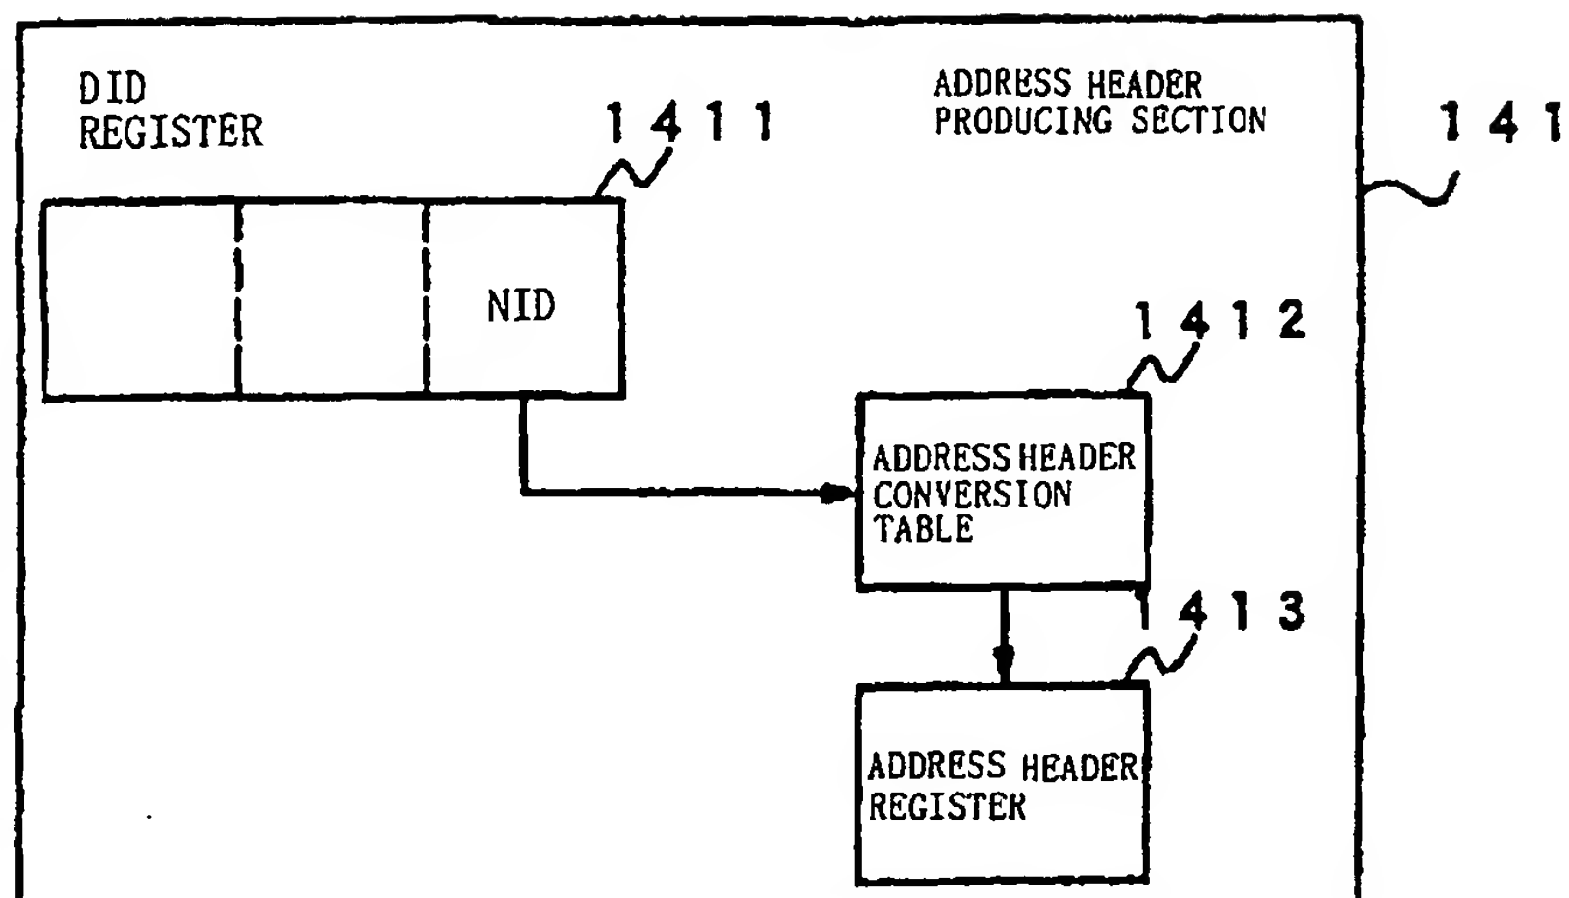 DID
REGISTER
1411
ADDRESS HEADER
PRODUCING SECTION
141
NID
1412
ADDRESS HEADER
CONVERSION
TABLE
1413
ADDRESS HEADER
REGISTER